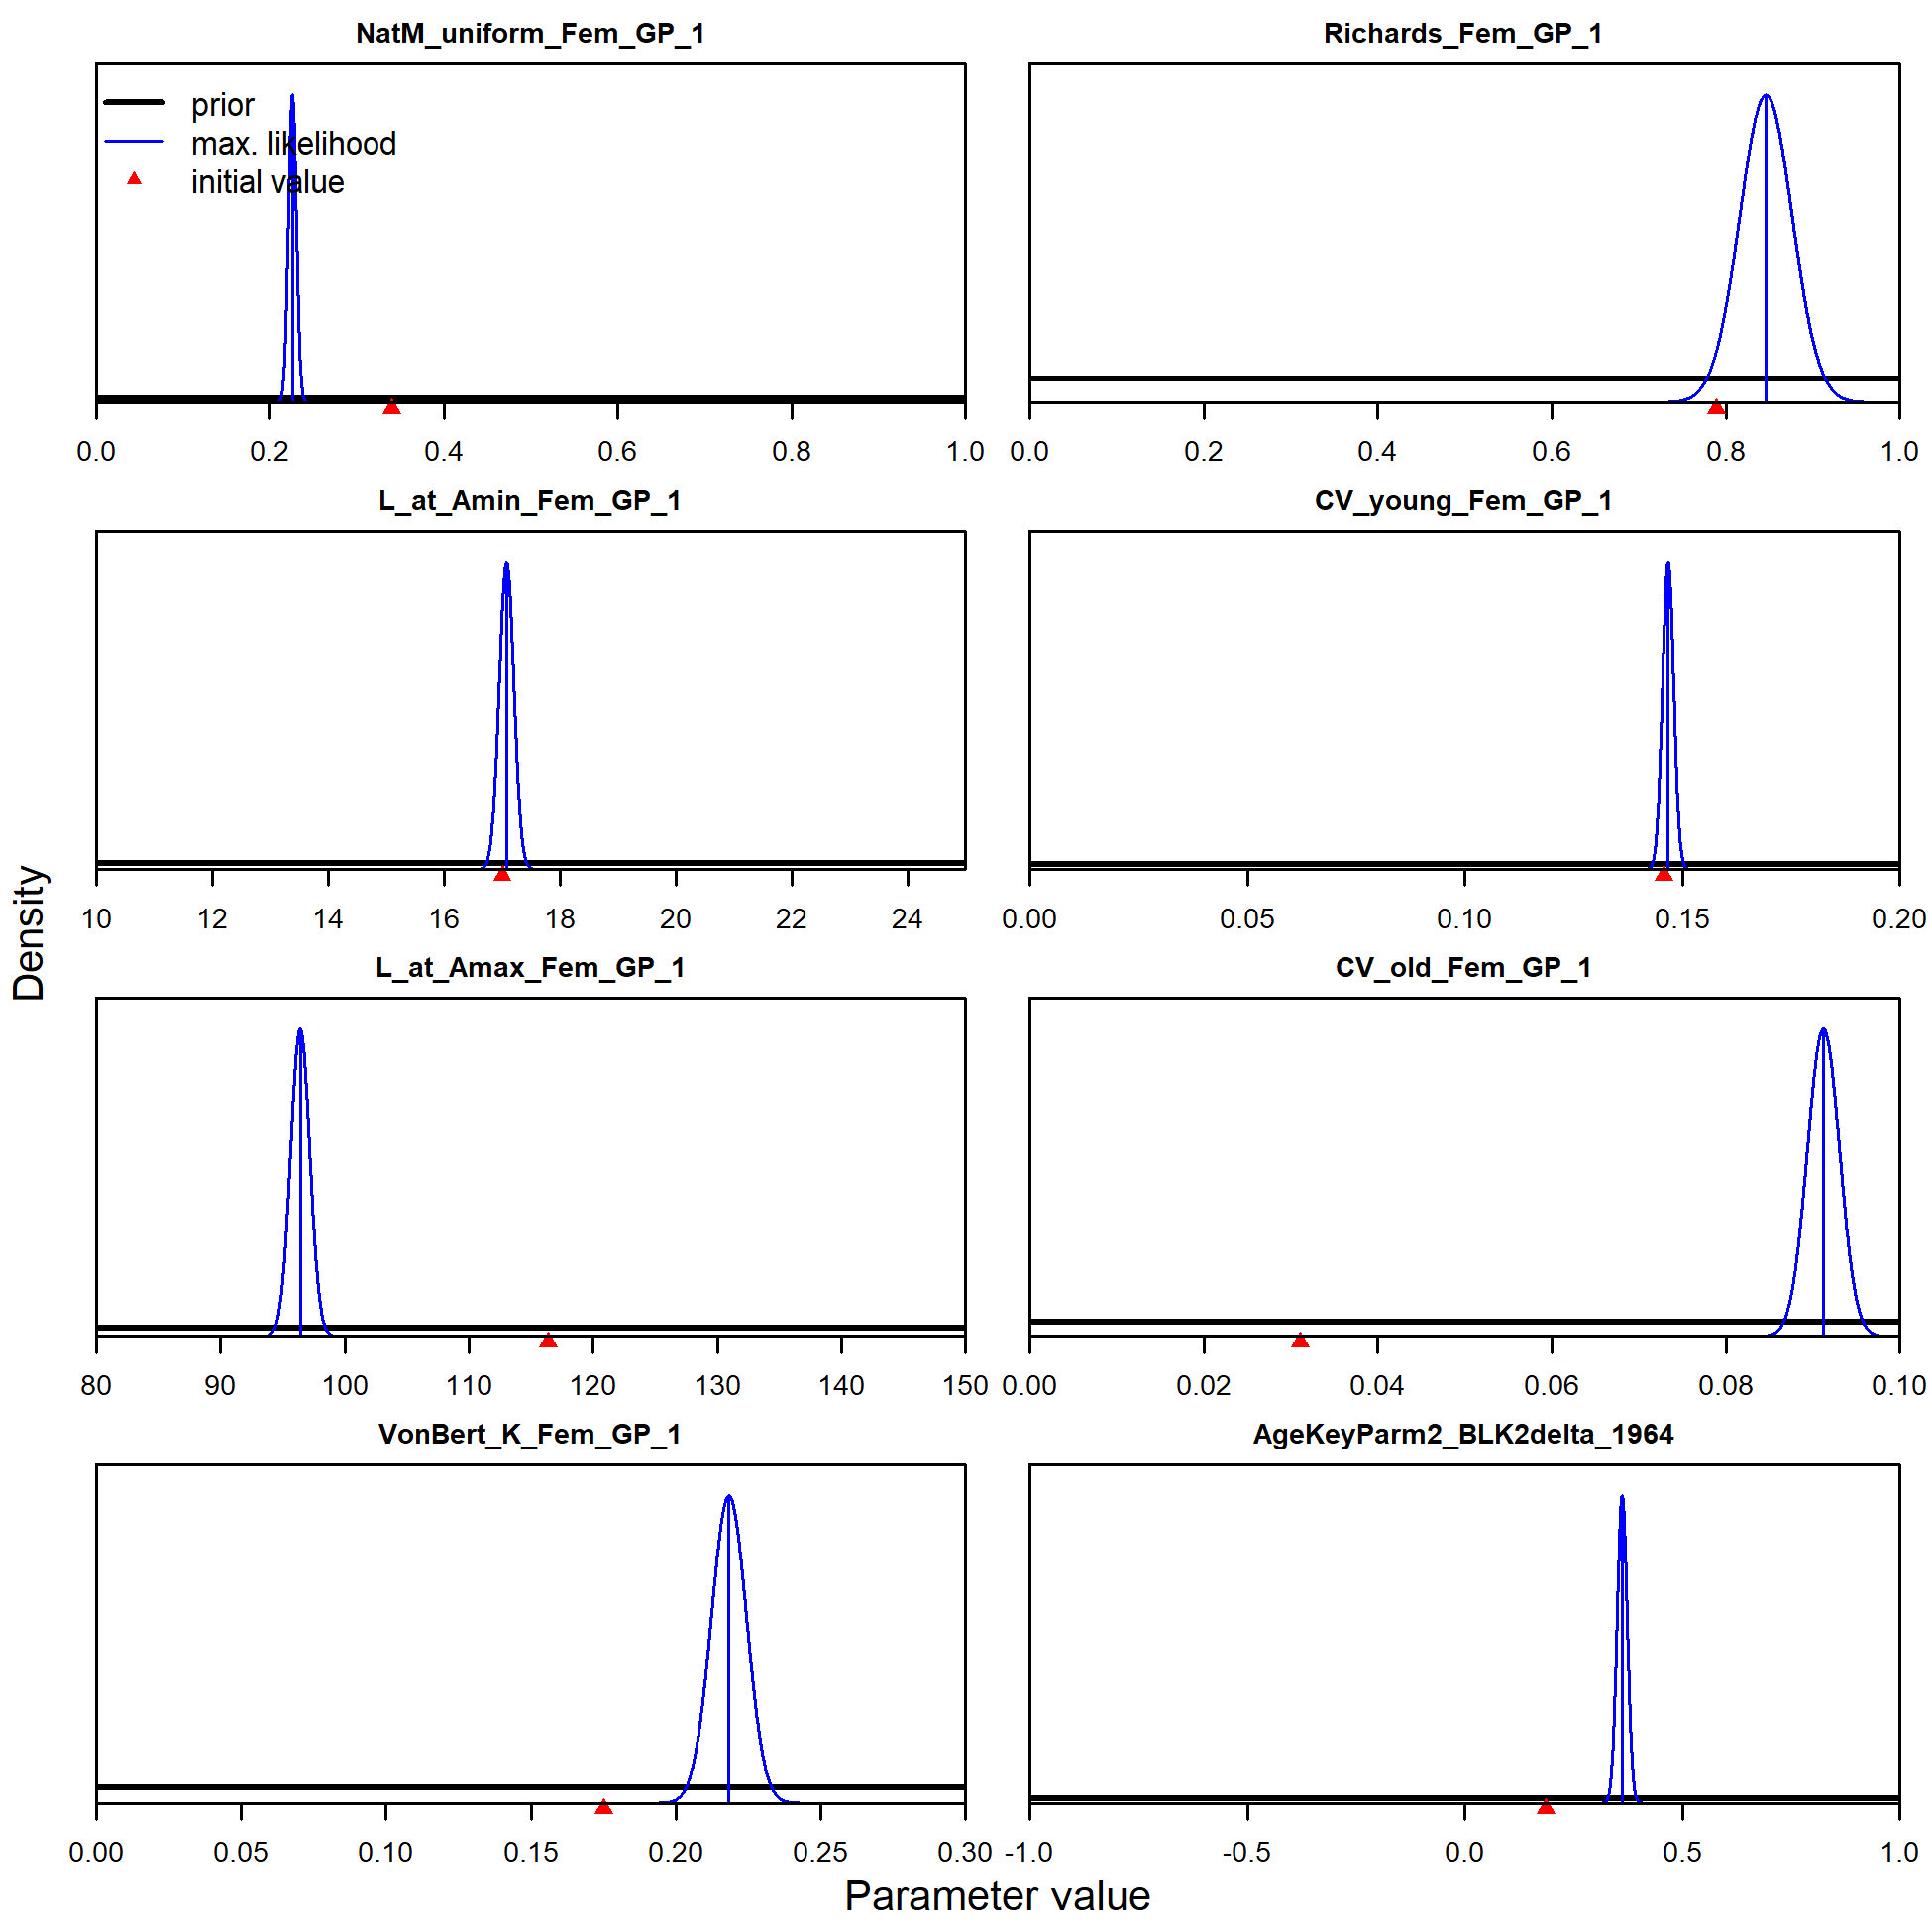 NatM_uniform_Fem_GP_1
prior
max. likelihood
initial value
0.0 0.2 0.4 0.6 0.8 1.0
Richards_Fem_GP_1
0.0 0.2 0.4 0.6 0.8 1.0
L_at_Amin_Fem_GP_1
10 12 14 16 18 20 22 24
CV_young_Fem_GP_1
0.00 0.05 0.10 0.15 0.20
L_at_Amax_Fem_GP_1
80 90 100 110 120 130 140 150
CV_old_Fem_GP_1
0.00 0.02 0.04 0.06 0.08 0.10
VonBert_K_Fem_GP_1
0.00 0.05 0.10 0.15 0.20 0.25 0.30
AgeKeyParm2_BLK2delta_1964
-1.0 -0.5 0.0 0.5 1.0
Density
Parameter value